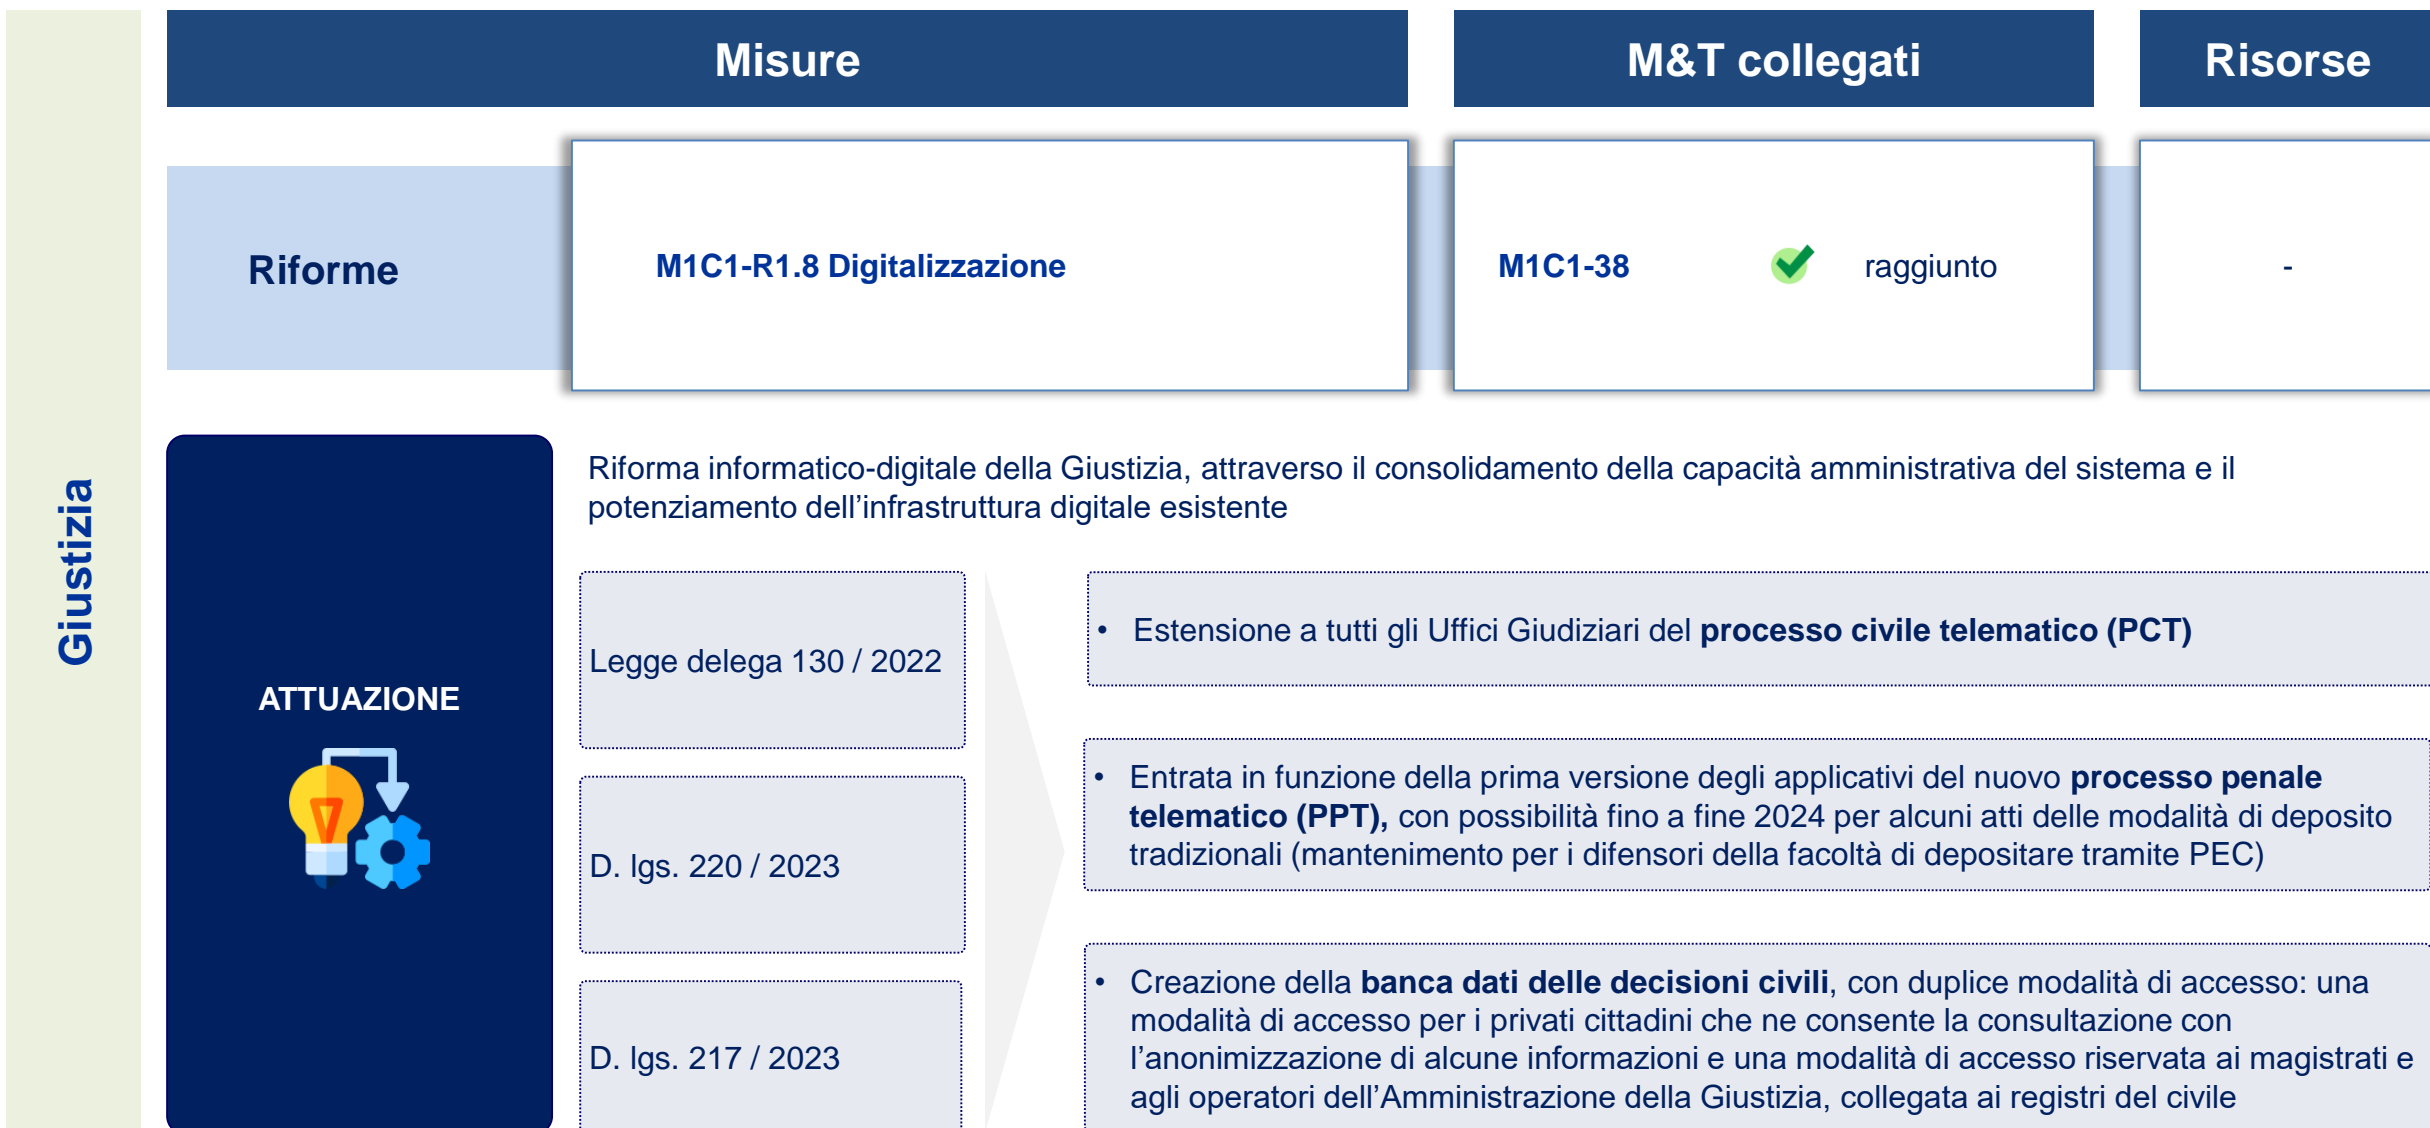 Misure
M&T collegati
Risorse
Giustizia
Riforme
M1C1-R1.8 Digitalizzazione
M1C1-38
raggiunto
-
ATTUAZIONE
Riforma informatico-digitale della Giustizia, attraverso il consolidamento della capacità amministrativa del sistema e il
potenziamento dell’infrastruttura digitale esistente
Legge delega 130 / 2022
D. lgs. 220 / 2023
D. lgs. 217 / 2023
• Estensione a tutti gli Uffici Giudiziari del processo civile telematico (PCT)
• Entrata in funzione della prima versione degli applicativi del nuovo processo penale
telematico (PPT), con possibilità fino a fine 2024 per alcuni atti delle modalità di deposito
tradizionali (mantenimento per i difensori della facoltà di depositare tramite PEC)
• Creazione della banca dati delle decisioni civili, con duplice modalità di accesso: una
modalità di accesso per i privati cittadini che ne consente la consultazione con
l’anonimizzazione di alcune informazioni e una modalità di accesso riservata ai magistrati e
agli operatori dell’Amministrazione della Giustizia, collegata ai registri del civile